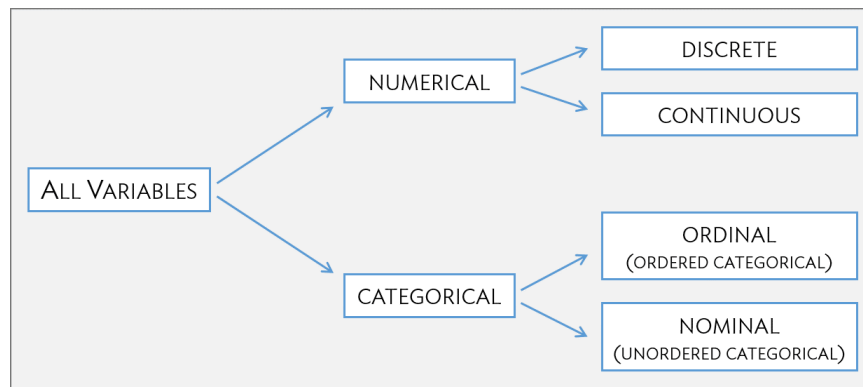 ALL VARIABLES
NUMERICAL
DISCRETE
CONTINUOUS
CATEGORICAL
ORDINAL
(ORDERED CATEGORICAL)
NOMINAL
(UNORDERED CATEGORICAL)